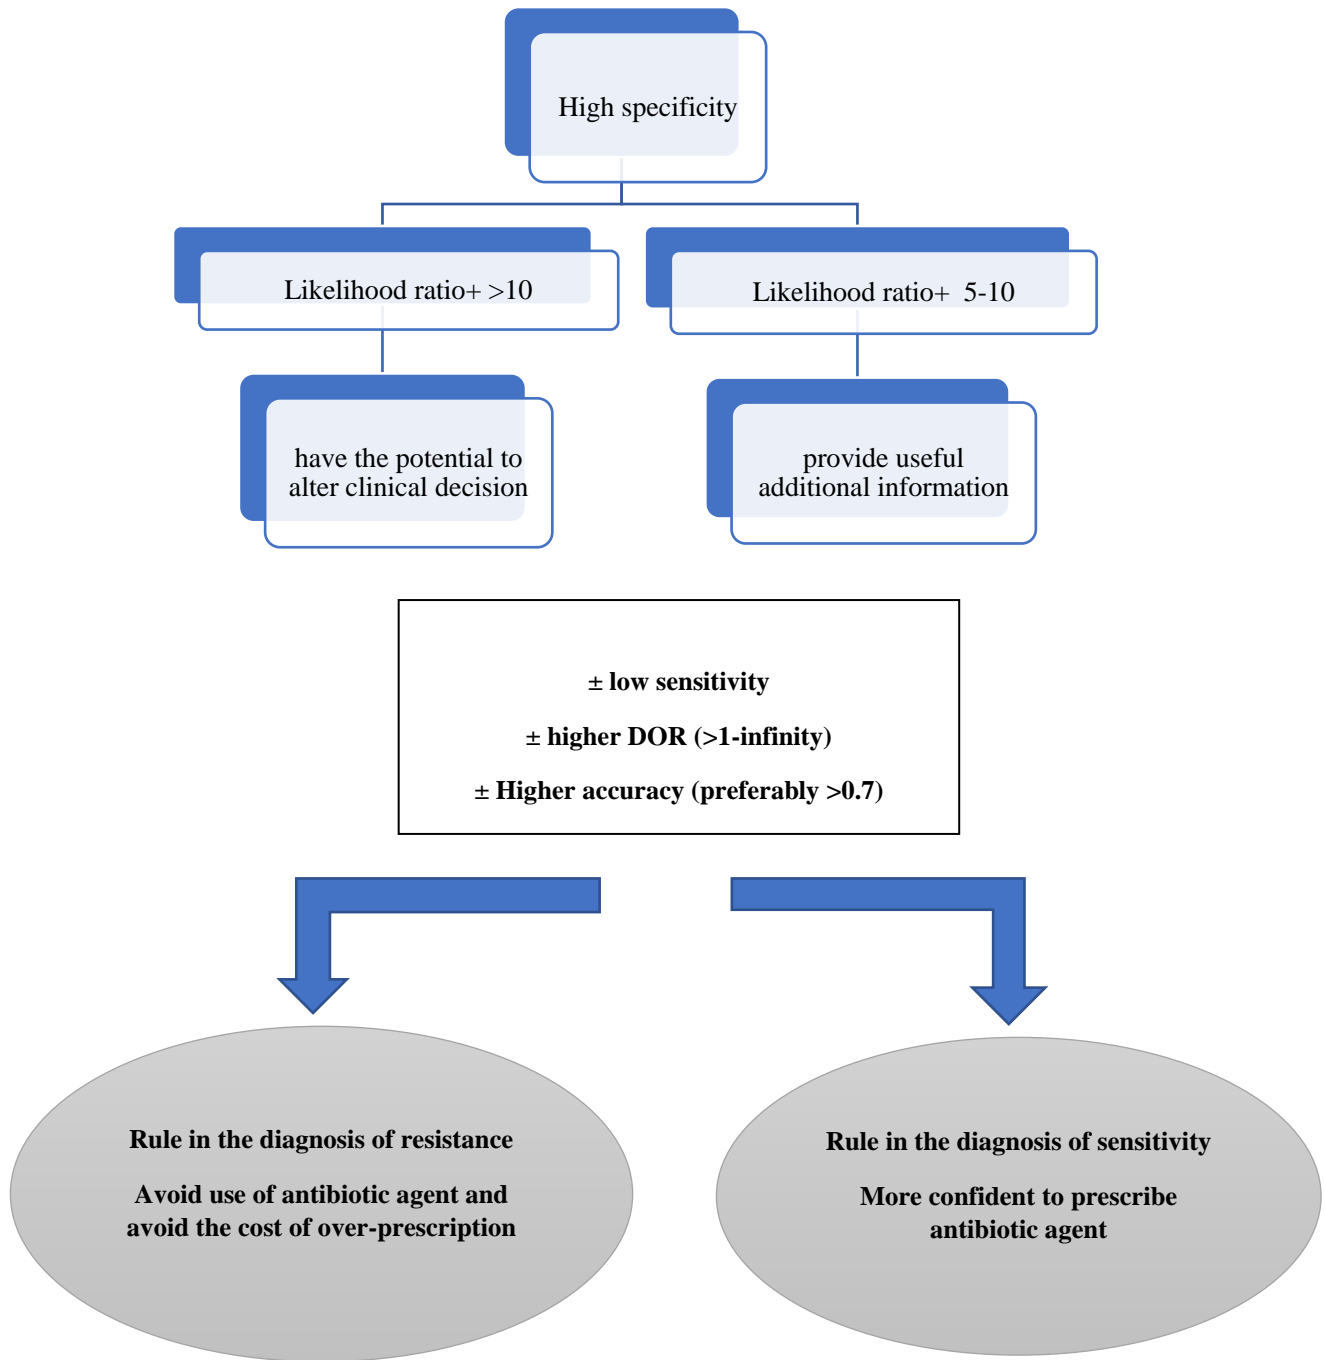 High specificity
Likelihood ratio+ >10
Likelihood ratio+  5-10
have the potential to
alter clinical decision
provide useful
additional information
± low sensitivity
± higher DOR (>1-infinity)
± Higher accuracy (preferably >0.7)
Rule in the diagnosis of resistance
Avoid use of antibiotic agent and
avoid the cost of over-prescription
Rule in the diagnosis of sensitivity
More confident to prescribe
antibiotic agent